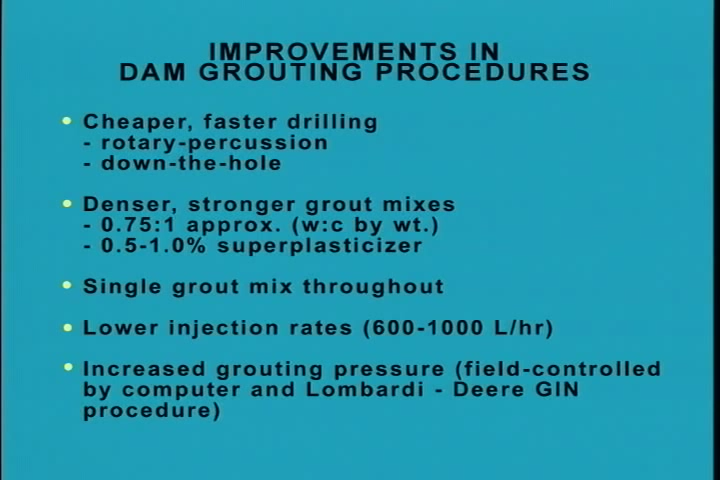 IMPROVEMENTS IN
DAM GROUTING PROCEDURES
• Cheaper, faster drilling
- rotary-percussion
- down-the-hole
• Denser, stronger grout mixes
- 0.75:1 approx. (w:c by wt.)
- 0.5-1.0% superplasticizer
• Single grout mix throughout
• Lower injection rates (600-1000 L/hr)
• Increased grouting pressure (field-controlled
by computer and Lombardi - Deere GIN
procedure)